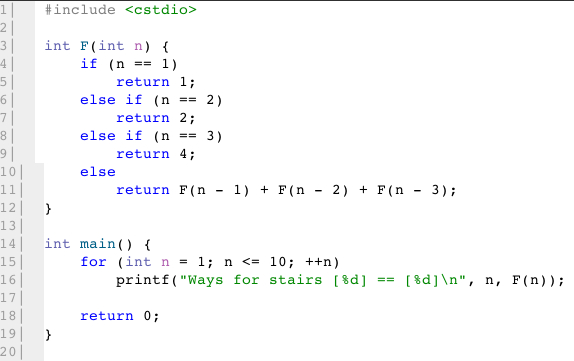 1| #include <cstdio>
2|
3| int F(int n) {
4|     if (n == 1)
5|         return 1;
6|     else if (n == 2)
7|         return 2;
8|     else if (n == 3)
9|         return 4;
10|     else
11|         return F(n - 1) + F(n - 2) + F(n - 3);
12| }
13|
14| int main() {
15|     for (int n = 1; n <= 10; ++n)
16|         printf("Ways for stairs [%d] == [%d]\n", n, F(n));
17|
18|     return 0;
19| }
20|